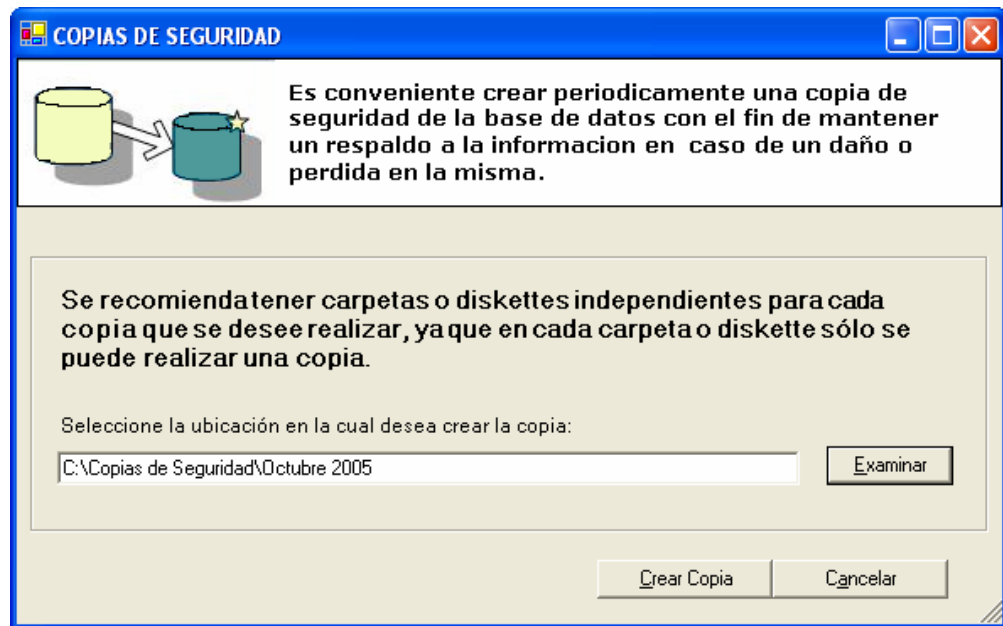 COPIAS DE SEGURIDAD
Es conveniente crear periodicamente una copia de
seguridad de la base de datos con el fin de mantener
un respaldo a la informacion en caso de un daño o
perdida en la misma.
Se recomienda tener carpetas o diskettes independientes para cada
copia que se desee realizar, ya que en cada carpeta o diskette sólo se
puede realizar una copia.
Seleccione la ubicación en la cual desea crear la copia:
C:\Copias de Seguridad\Octubre 2005
Examinar
Crear Copia
Cancelar